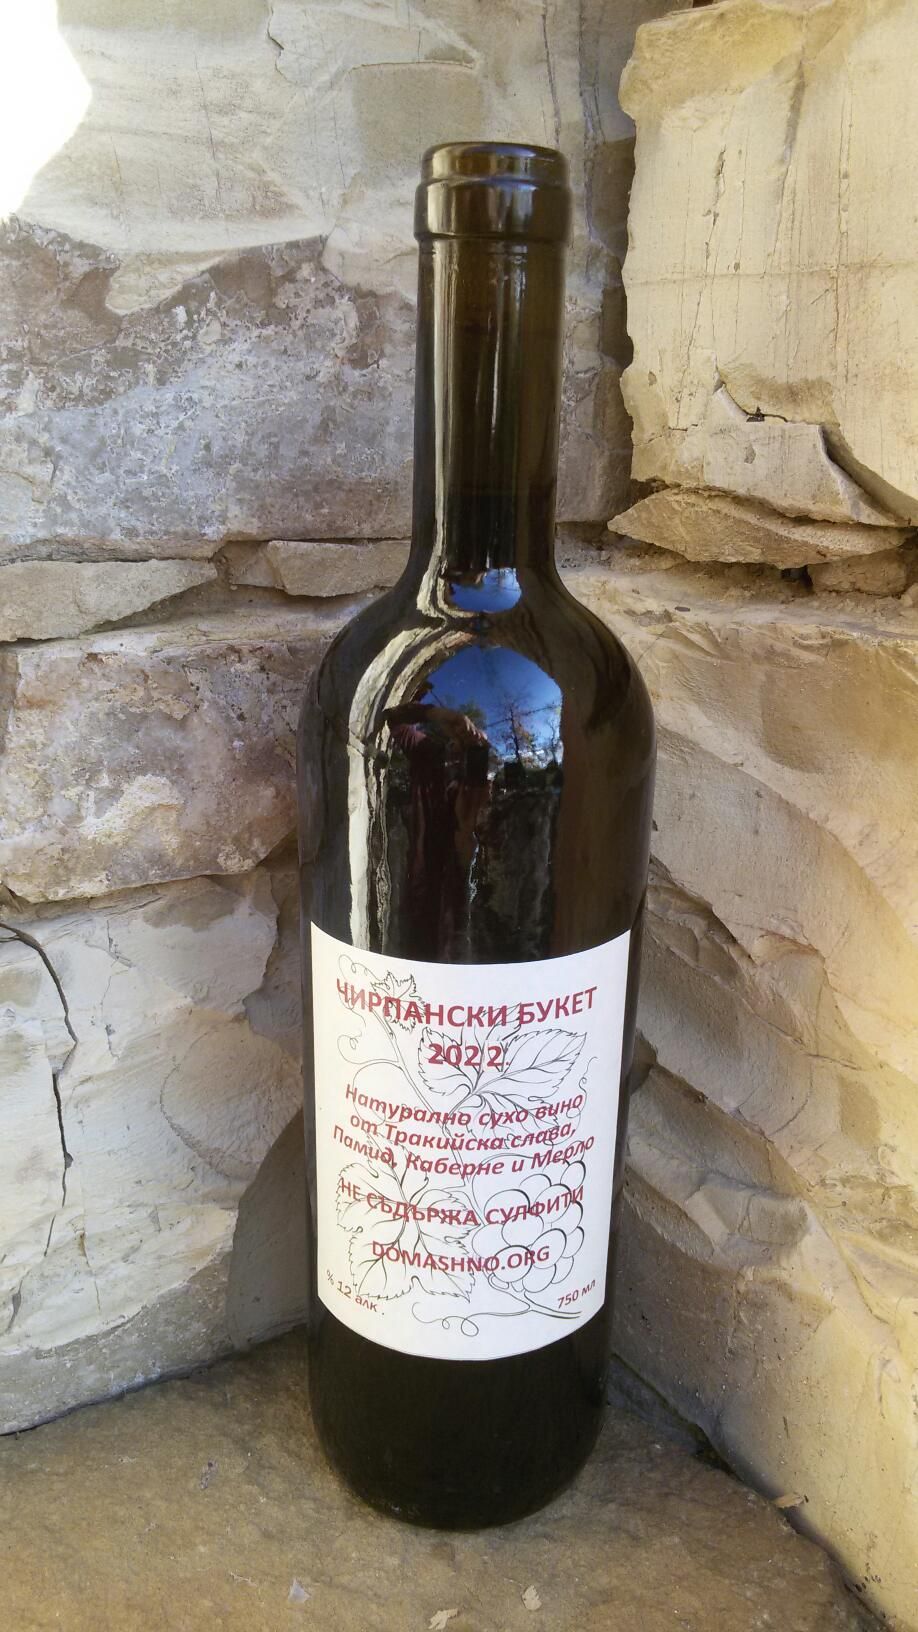 ЧИРПАНСКИ БУКЕТ
2022
Натурално сухо вино
от Тракийска слава,
Памид, Каберне и Мерло
НЕ СЪДЪРЖА СУЛФИТИ
DOMASHNO.ORG
% 12 алк.
750 мл